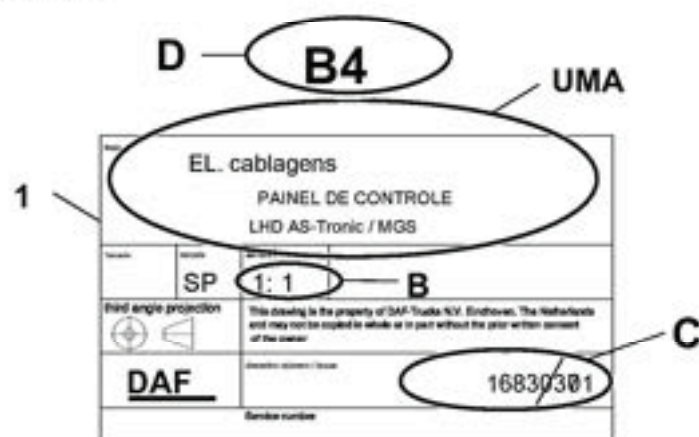 D
B4
UMA
EL. cablagens
PAINEL DE CONTROLE
1
LHD AS-Tronic / MGS
SP
1: 1
B
third angle projection
This drawing is the property of DAF-Trucks N.V. Eindhoven. The Netherlands
and may not be copied in whole or in part without the prior written consent
of the owner
C
DAF
Service number